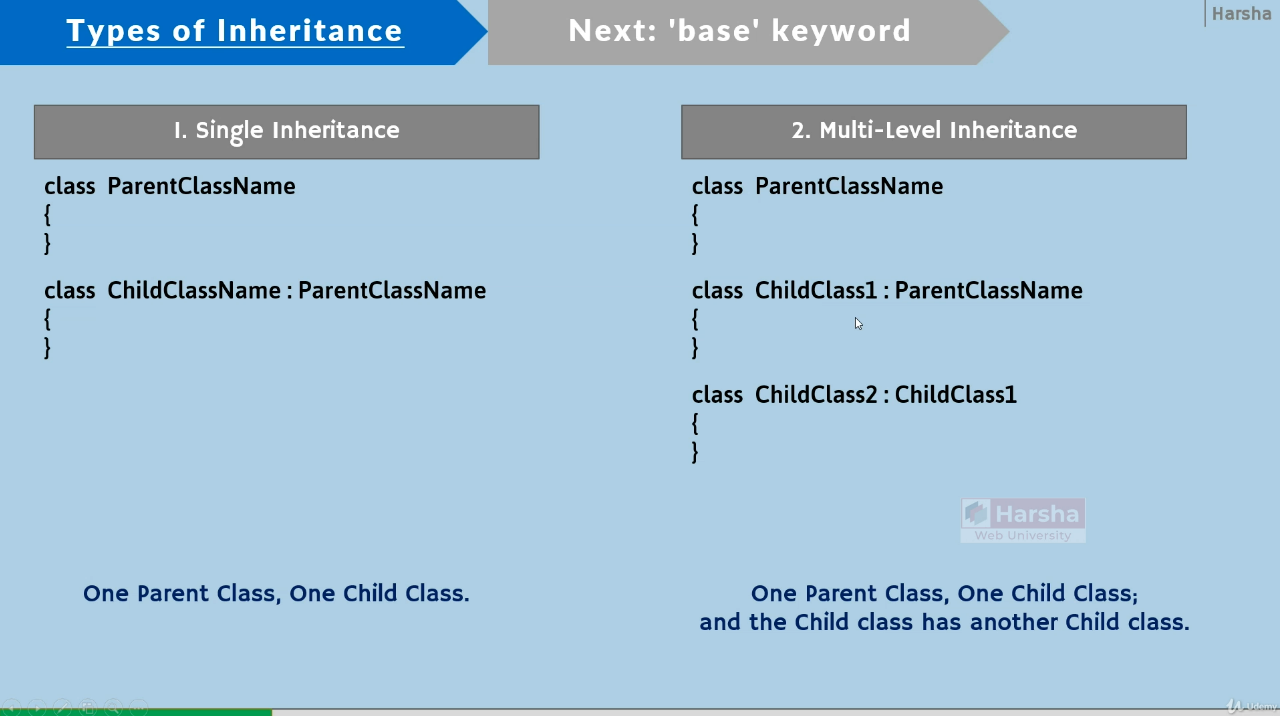 Types of Inheritance
Next: 'base' keyword
Harsha
1. Single Inheritance
class ParentClassName
{
}
class ChildClassName : ParentClassName
{
}
One Parent Class, One Child Class.
2. Multi-Level Inheritance
class ParentClassName
{
}
class ChildClass1 : ParentClassName
{
}
class ChildClass2 : ChildClass1
{
}
Harsha
Web University
One Parent Class, One Child Class;
and the Child class has another Child class.
Udemy